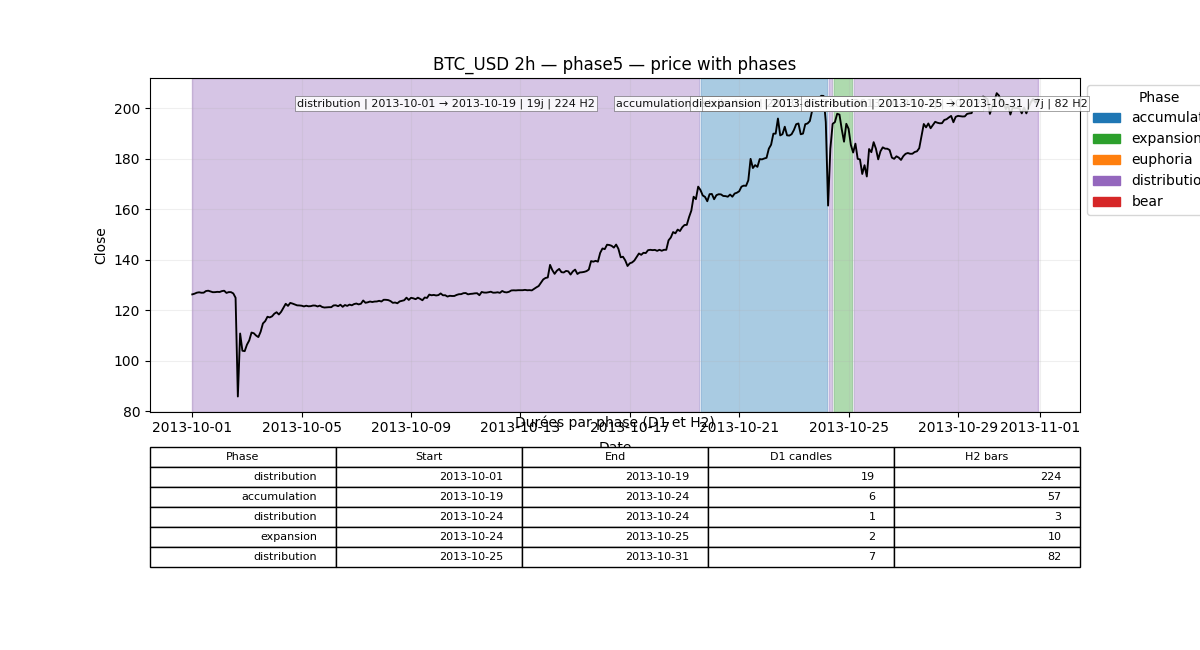 BTC_USD 2h — phase5 — price with phases
distribution | 2013-10-01 → 2013-10-19 | 19j | 224 H2
accumulation
di
expansion | 2013-
distribution | 2013-10-25 → 2013-10-31 | 7j | 82 H2
Phase
accumulat
expansion
euphoria
distributio
bear
Close
200
180
160
140
120
100
80
2013-10-01 2013-10-05 2013-10-09 2013-10-13 2013-10-17 2013-10-21 2013-10-25 2013-10-29 2013-11-01
Durées par phase (D1 et H2)
Date
Phase Start End D1 candles H2 bars
distribution 2013-10-01 2013-10-19 19 224
accumulation 2013-10-19 2013-10-24 6 57
distribution 2013-10-24 2013-10-24 1 3
expansion 2013-10-24 2013-10-25 2 10
distribution 2013-10-25 2013-10-31 7 82